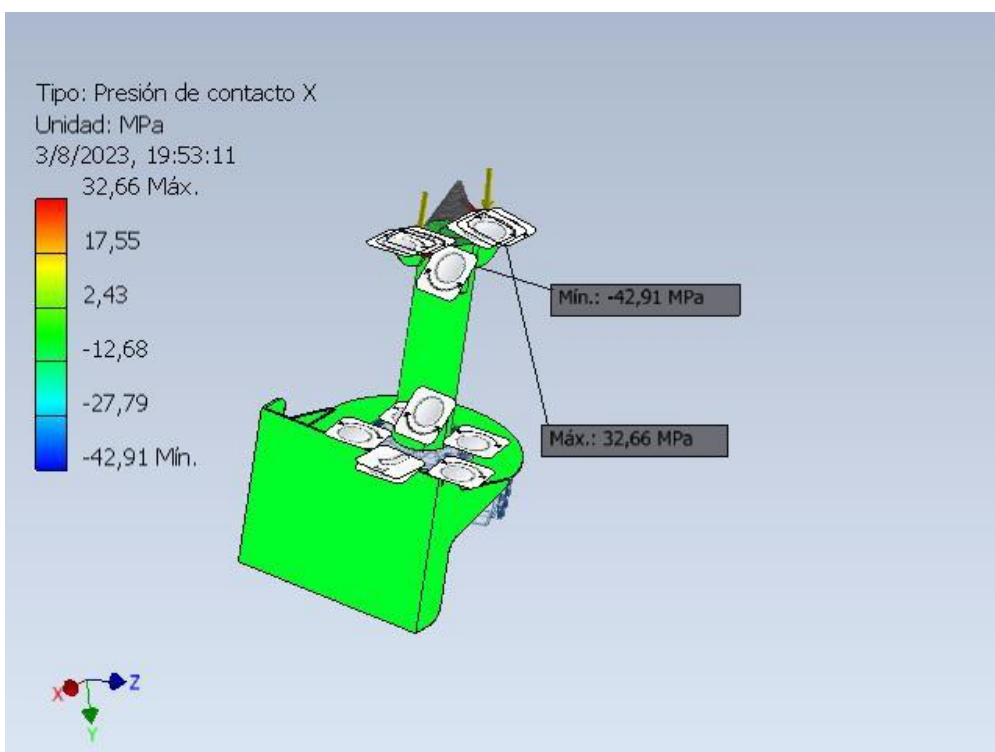 Tipo: Presión de contacto X
Unidad: MPa
3/8/2023, 19:53:11
32,66 Máx.
17,55
2,43
-12,68
-27,79
-42,91 Mín.
Mín.: -42,91 MPa
Máx.: 32,66 MPa
X
Z
Y